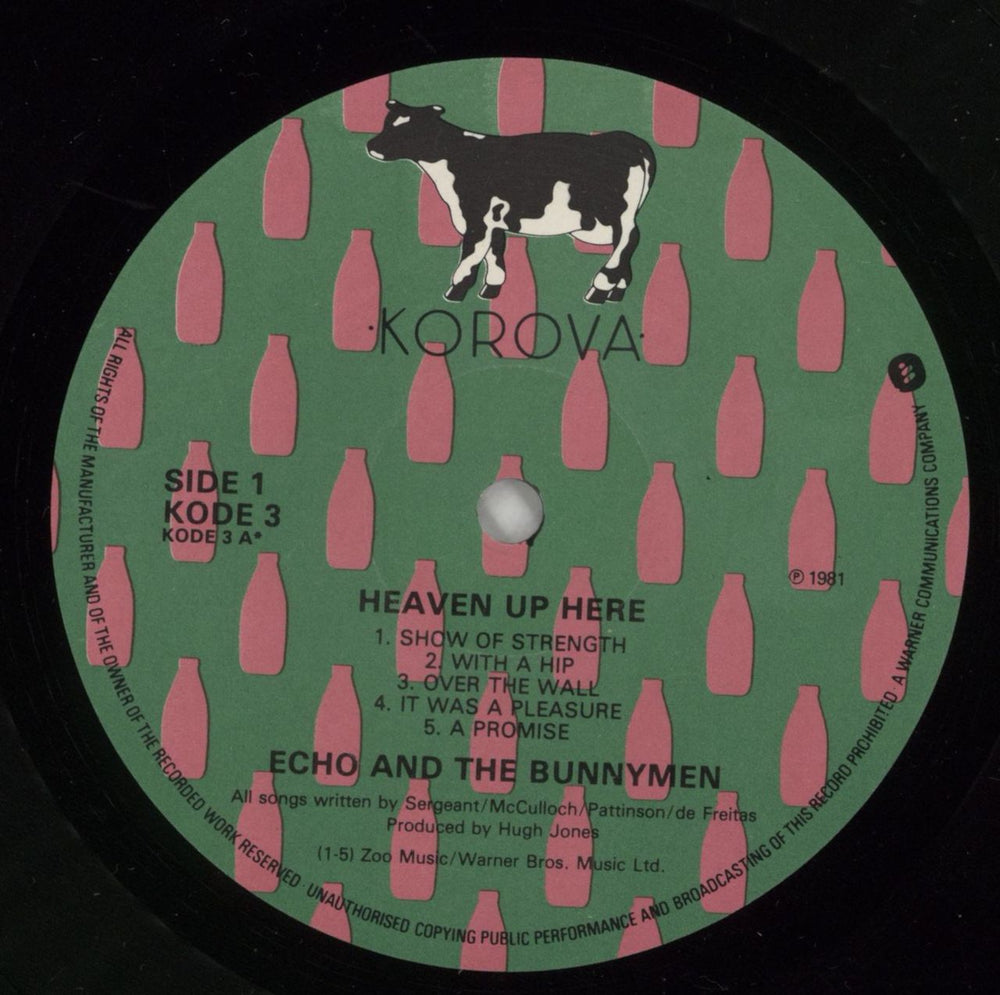 ·KOROVA·
SIDE 1
KODE 3
KODE 3 A*
℗ 1981
HEAVEN UP HERE
1. SHOW OF STRENGTH
2. WITH A HIP
3. OVER THE WALL
4. IT WAS A PLEASURE
5. A PROMISE
ECHO AND THE BUNNYMEN
All songs written by Sergeant/McCulloch/Pattinson/de Freitas
Produced by Hugh Jones
(1-5) Zoo Music/Warner Bros. Music Ltd.
ALL RIGHTS OF THE MANUFACTURER AND OF THE OWNER OF THE RECORDED WORK RESERVED · UNAUTHORISED COPYING PUBLIC PERFORMANCE AND BROADCASTING OF THIS RECORD PROHIBITED · A WARNER COMMUNICATIONS COMPANY